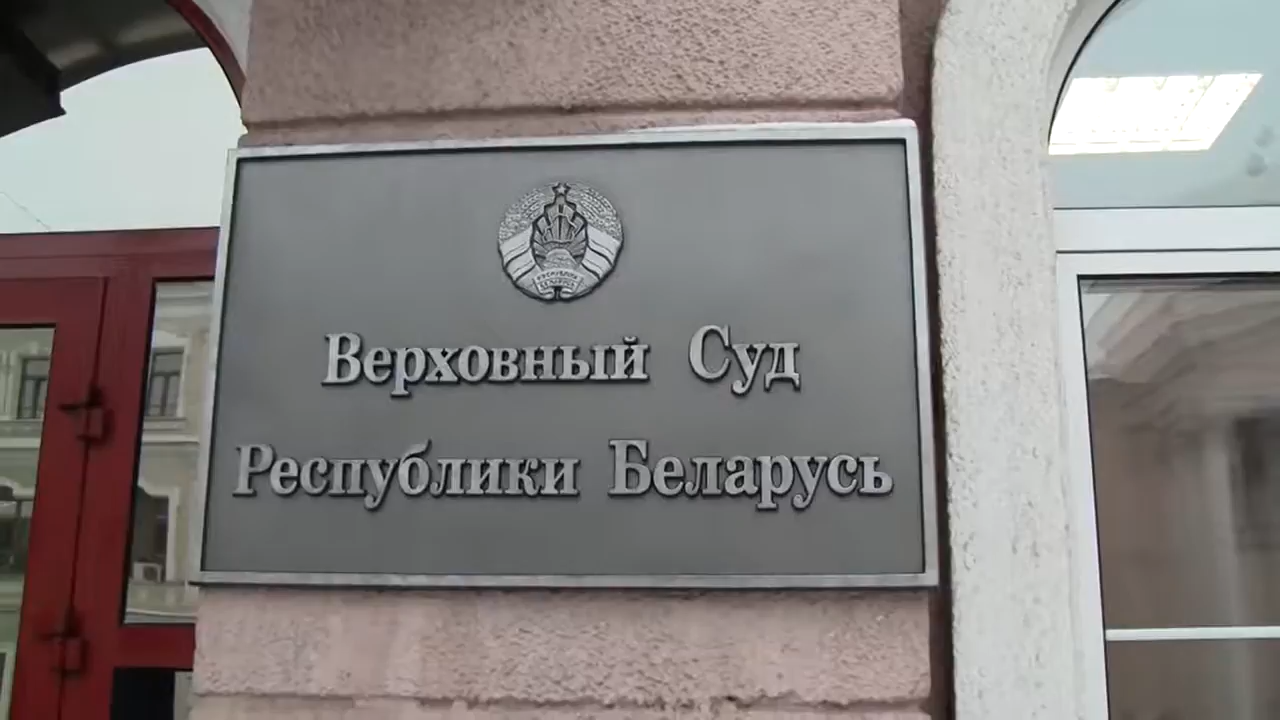 Верховный Суд
Республики Беларусь